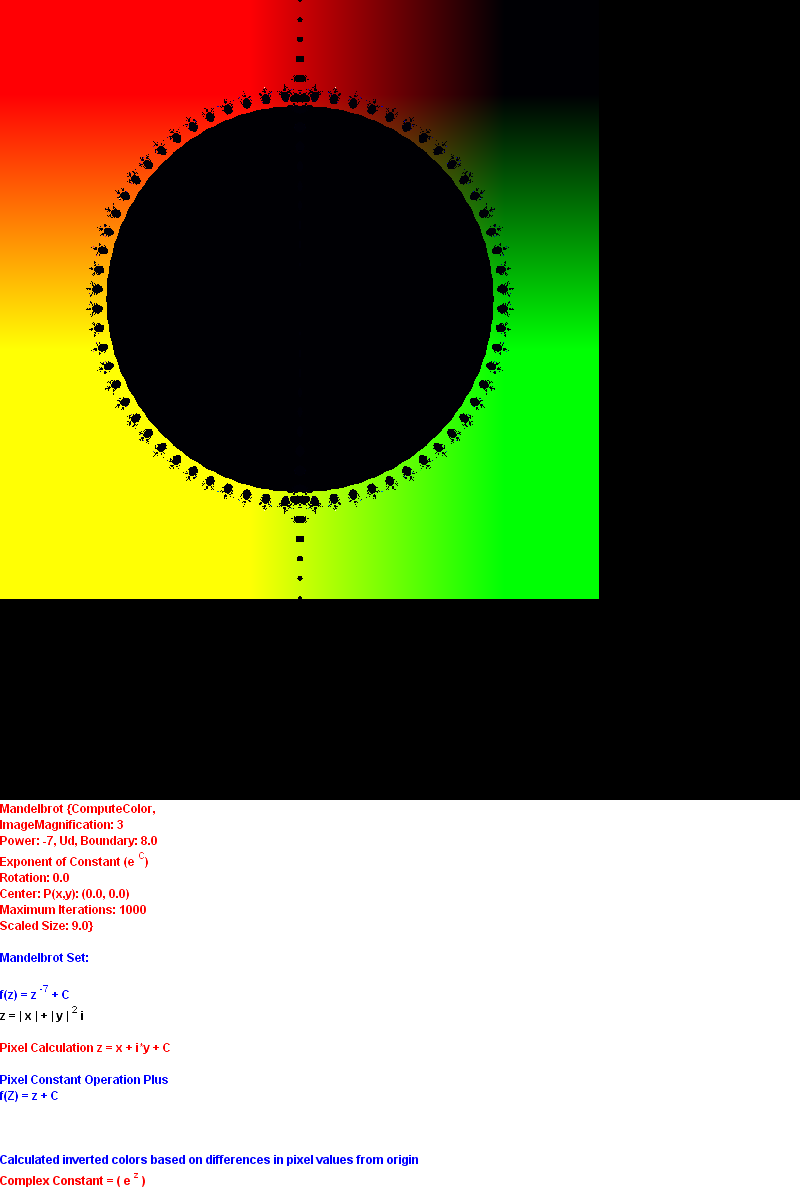 Mandelbrot {ComputeColor,
ImageMagnification: 3
Power: -7, Ud, Boundary: 8.0
Exponent of Constant (e C)
Rotation: 0.0
Center: P(x,y): (0.0, 0.0)
Maximum Iterations: 1000
Scaled Size: 9.0}
Mandelbrot Set:
f(z) = z -7 + C
z = | x | + | y | 2 i
Pixel Calculation z = x + i*y + C
Pixel Constant Operation Plus
f(Z) = z + C
Calculated inverted colors based on differences in pixel values from origin
Complex Constant = ( e z )